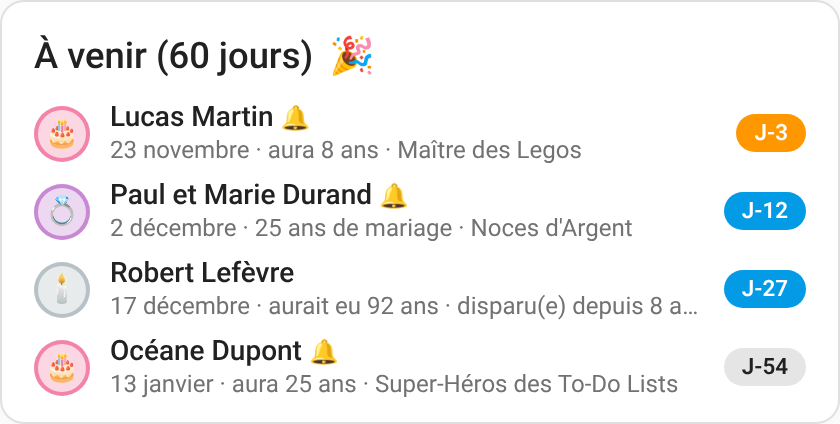 À venir (60 jours) 🎉
Lucas Martin 🔔
23 novembre · aura 8 ans · Maître des Legos
J-3
Paul et Marie Durand 🔔
2 décembre · 25 ans de mariage · Noces d'Argent
J-12
Robert Lefèvre
17 décembre · aurait eu 92 ans · disparu(e) depuis 8 a…
J-27
Océane Dupont 🔔
13 janvier · aura 25 ans · Super-Héros des To-Do Lists
J-54